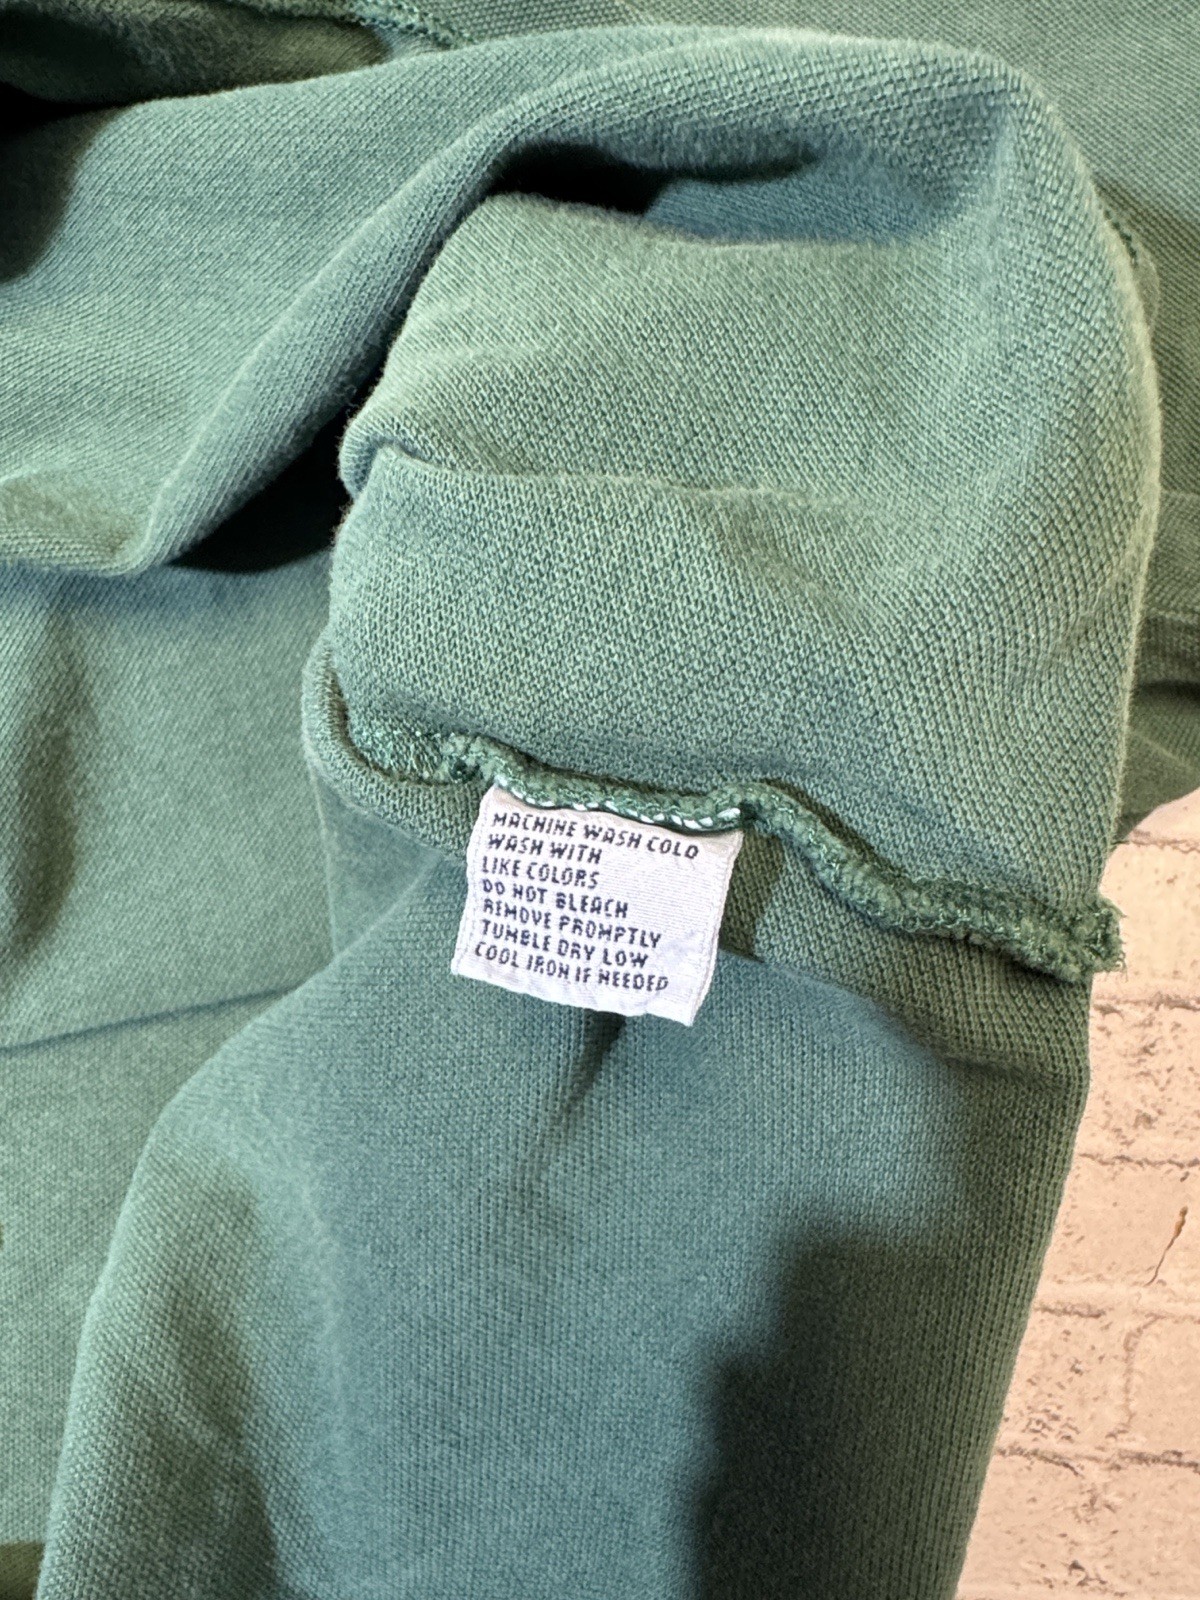 MACHINE WASH COLD
WASH WITH
LIKE COLORS
DO NOT BLEACH
REMOVE PROMPTLY
TUMBLE DRY LOW
COOL IRON IF NEEDED